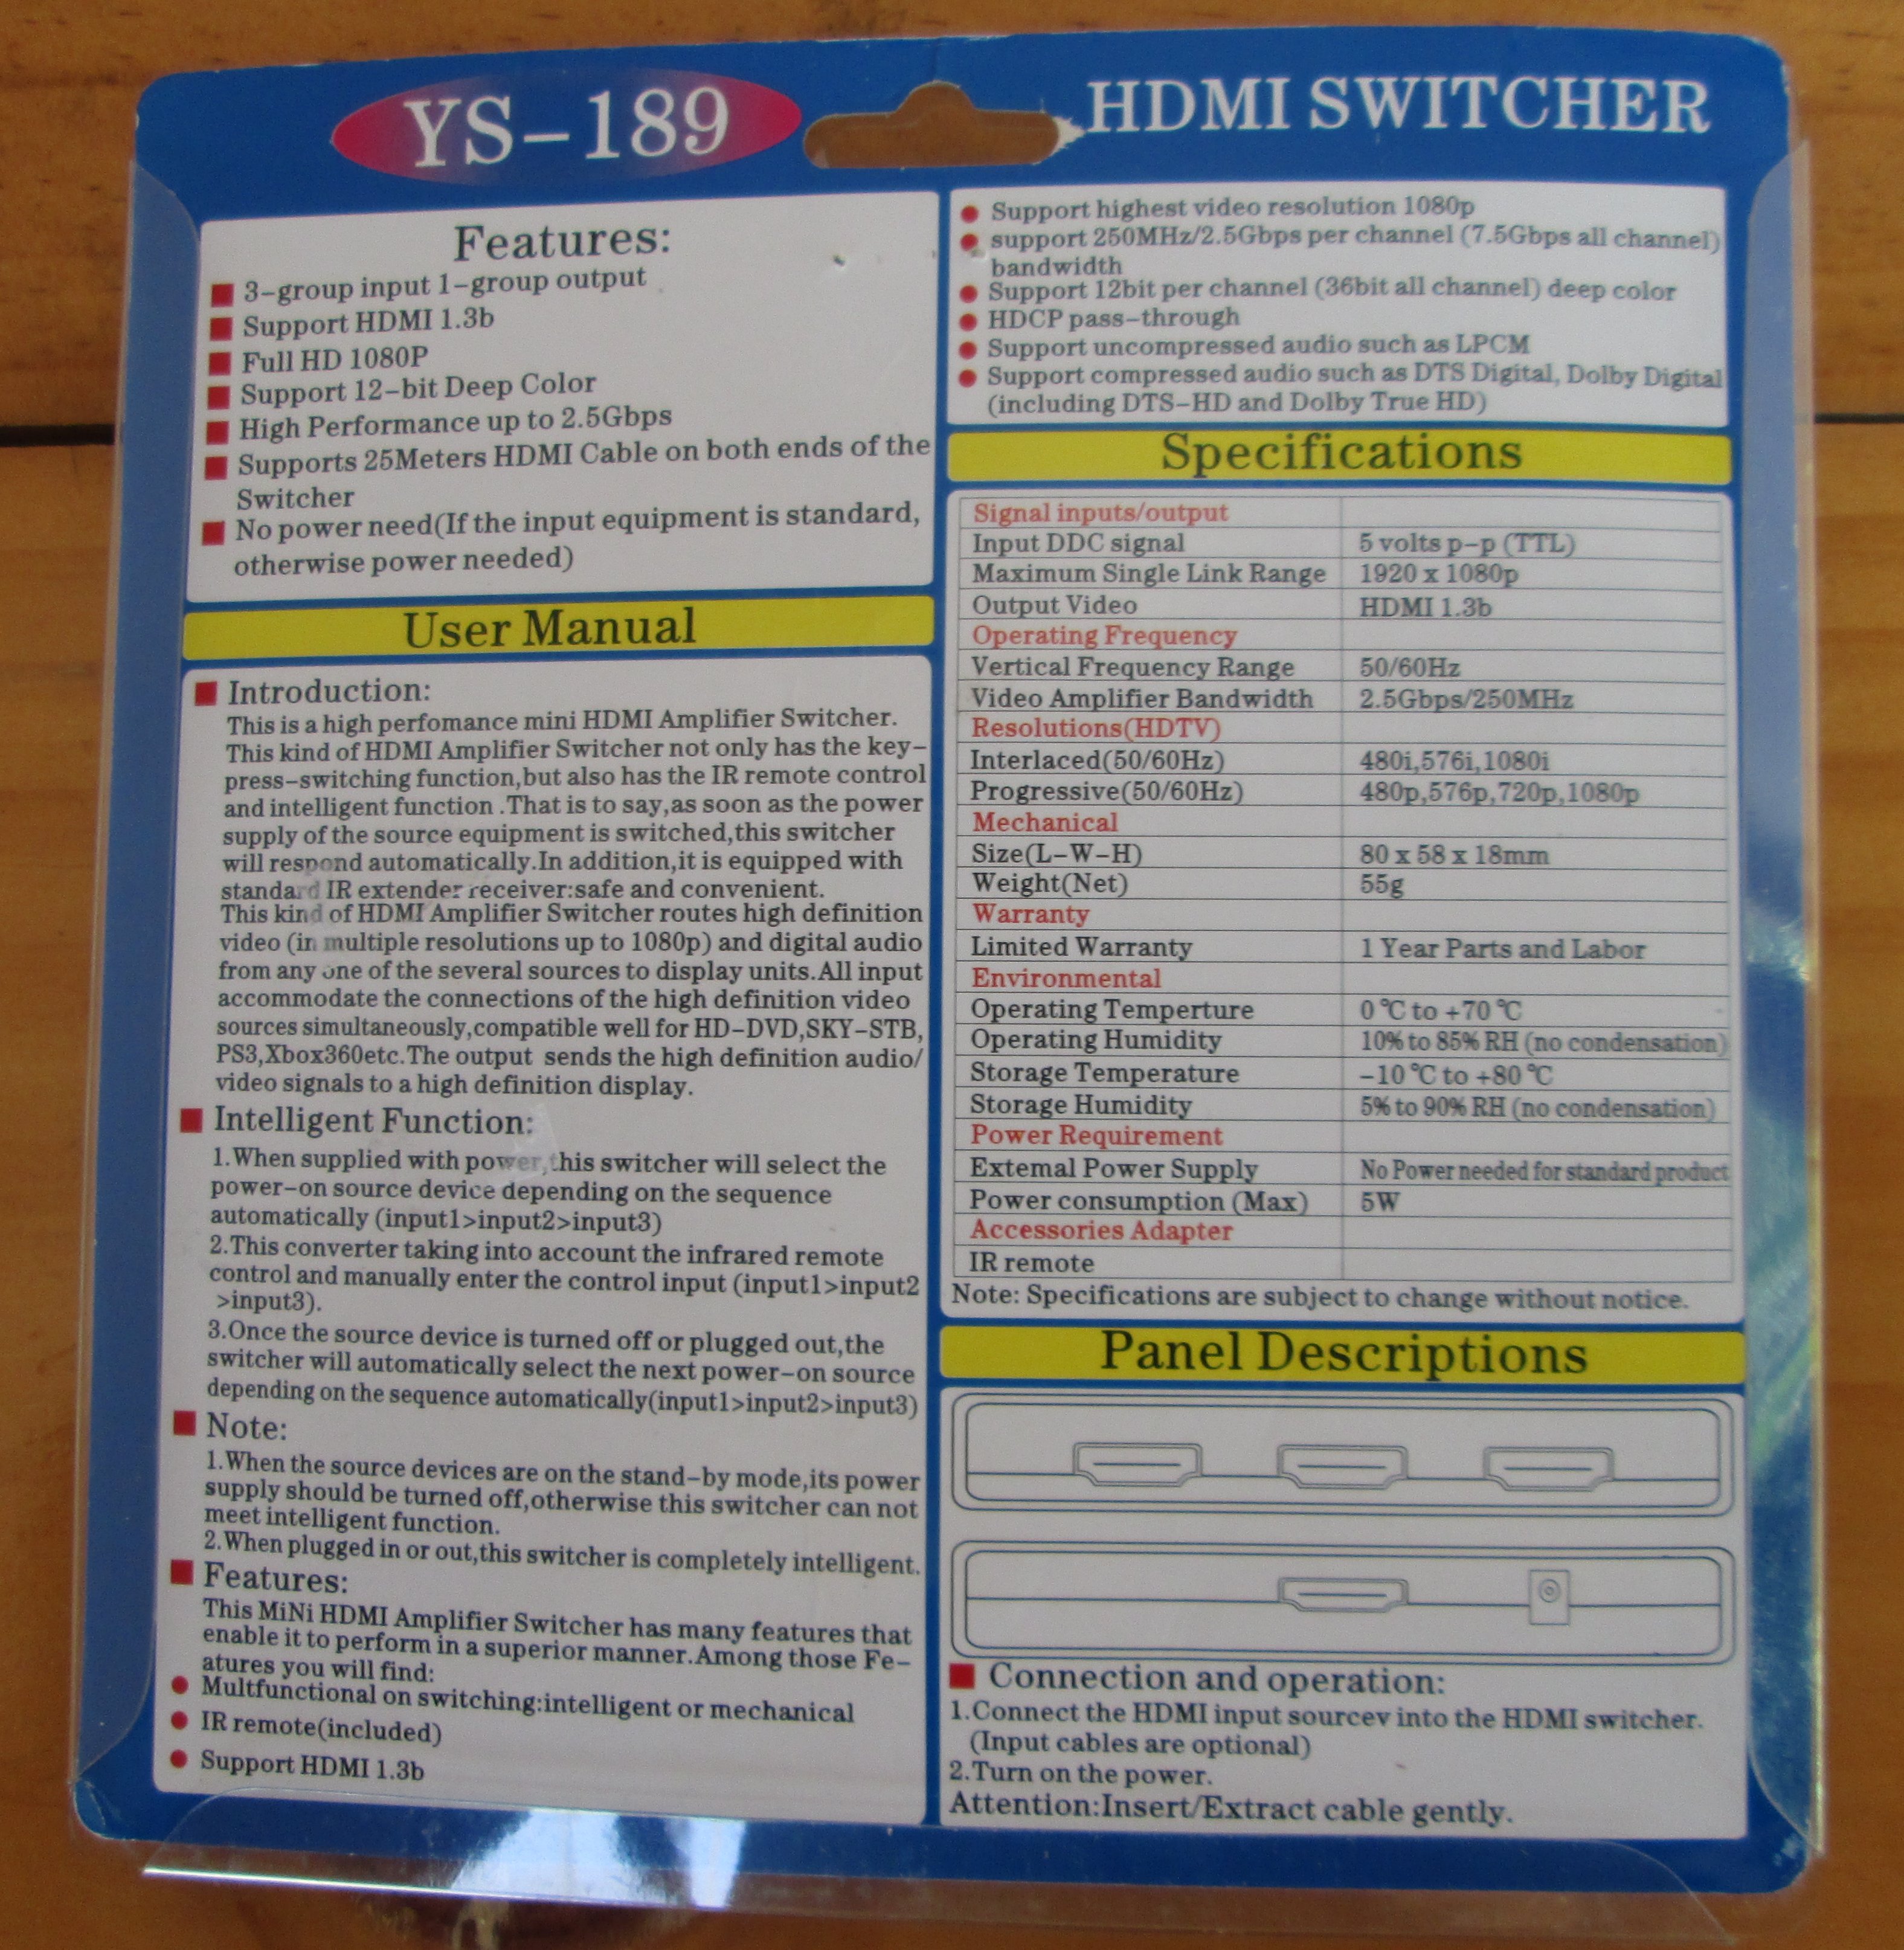 YS-189
HDMI SWITCHER
Features:
3-group input 1-group output
Support HDMI 1.3b
Full HD 1080P
Support 12-bit Deep Color
High Performance up to 2.5Gbps
Supports 25Meters HDMI Cable on both ends of the
Switcher
No power need(If the input equipment is standard,
otherwise power needed)
User Manual
Introduction:
This is a high perfomance mini HDMI Amplifier Switcher.
This kind of HDMI Amplifier Switcher not only has the key-
press-switching function,but also has the IR remote control
and intelligent function .That is to say,as soon as the power
supply of the source equipment is switched,this switcher
will respond automatically.In addition,it is equipped with
standard IR extender receiver:safe and convenient.
This kind of HDMI Amplifier Switcher routes high definition
video (in multiple resolutions up to 1080p) and digital audio
from any one of the several sources to display units.All input
accommodate the connections of the high definition video
sources simultaneously,compatible well for HD-DVD,SKY-STB,
PS3,Xbox360etc.The output sends the high definition audio/
video signals to a high definition display.
Intelligent Function:
1.When supplied with power,this switcher will select the
power-on source device depending on the sequence
automatically (input1>input2>input3)
2.This converter taking into account the infrared remote
control and manually enter the control input (input1>input2
>input3).
3.Once the source device is turned off or plugged out,the
switcher will automatically select the next power-on source
depending on the sequence automatically(input1>input2>input3)
Note:
1.When the source devices are on the stand-by mode,its power
supply should be turned off,otherwise this switcher can not
meet intelligent function.
2.When plugged in or out,this switcher is completely intelligent.
Features:
This MiNi HDMI Amplifier Switcher has many features that
enable it to perform in a superior manner.Among those Fe-
atures you will find:
Multfunctional on switching:intelligent or mechanical
IR remote(included)
Support HDMI 1.3b
Support highest video resolution 1080p
support 250MHz/2.5Gbps per channel (7.5Gbps all channel)
bandwidth
Support 12bit per channel (36bit all channel) deep color
HDCP pass-through
Support uncompressed audio such as LPCM
Support compressed audio such as DTS Digital, Dolby Digital
(including DTS-HD and Dolby True HD)
Specifications
Signal inputs/output
Input DDC signal 5 volts p-p (TTL)
Maximum Single Link Range 1920 x 1080p
Output Video HDMI 1.3b
Operating Frequency
Vertical Frequency Range 50/60Hz
Video Amplifier Bandwidth 2.5Gbps/250MHz
Resolutions(HDTV)
Interlaced(50/60Hz) 480i,576i,1080i
Progressive(50/60Hz) 480p,576p,720p,1080p
Mechanical
Size(L-W-H) 80 x 58 x 18mm
Weight(Net) 55g
Warranty
Limited Warranty 1 Year Parts and Labor
Environmental
Operating Temperture 0℃ to +70℃
Operating Humidity 10% to 85% RH (no condensation)
Storage Temperature -10℃ to +80℃
Storage Humidity 5% to 90% RH (no condensation)
Power Requirement
Extemal Power Supply No Power needed for standard product
Power consumption (Max) 5W
Accessories Adapter
IR remote
Note: Specifications are subject to change without notice.
Panel Descriptions
Connection and operation:
1.Connect the HDMI input sourcev into the HDMI switcher.
(Input cables are optional)
2.Turn on the power.
Attention:Insert/Extract cable gently.